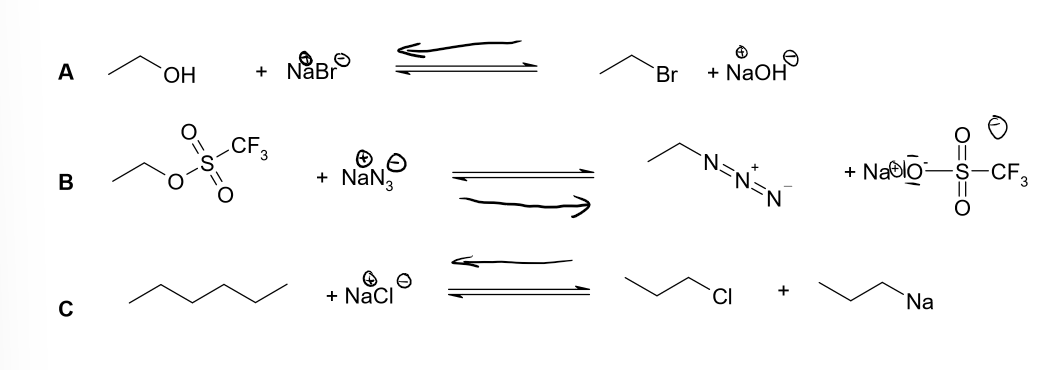 A OH + NaBr Br + NaOH
⊕ ⊖ ⊕ ⊖
O
S CF3
O O
B + NaN3 N N+ N- + Na O- S CF3
⊕ ⊖ ⊕ ⊖
O
O
C + NaCl Cl + Na
⊕ ⊖